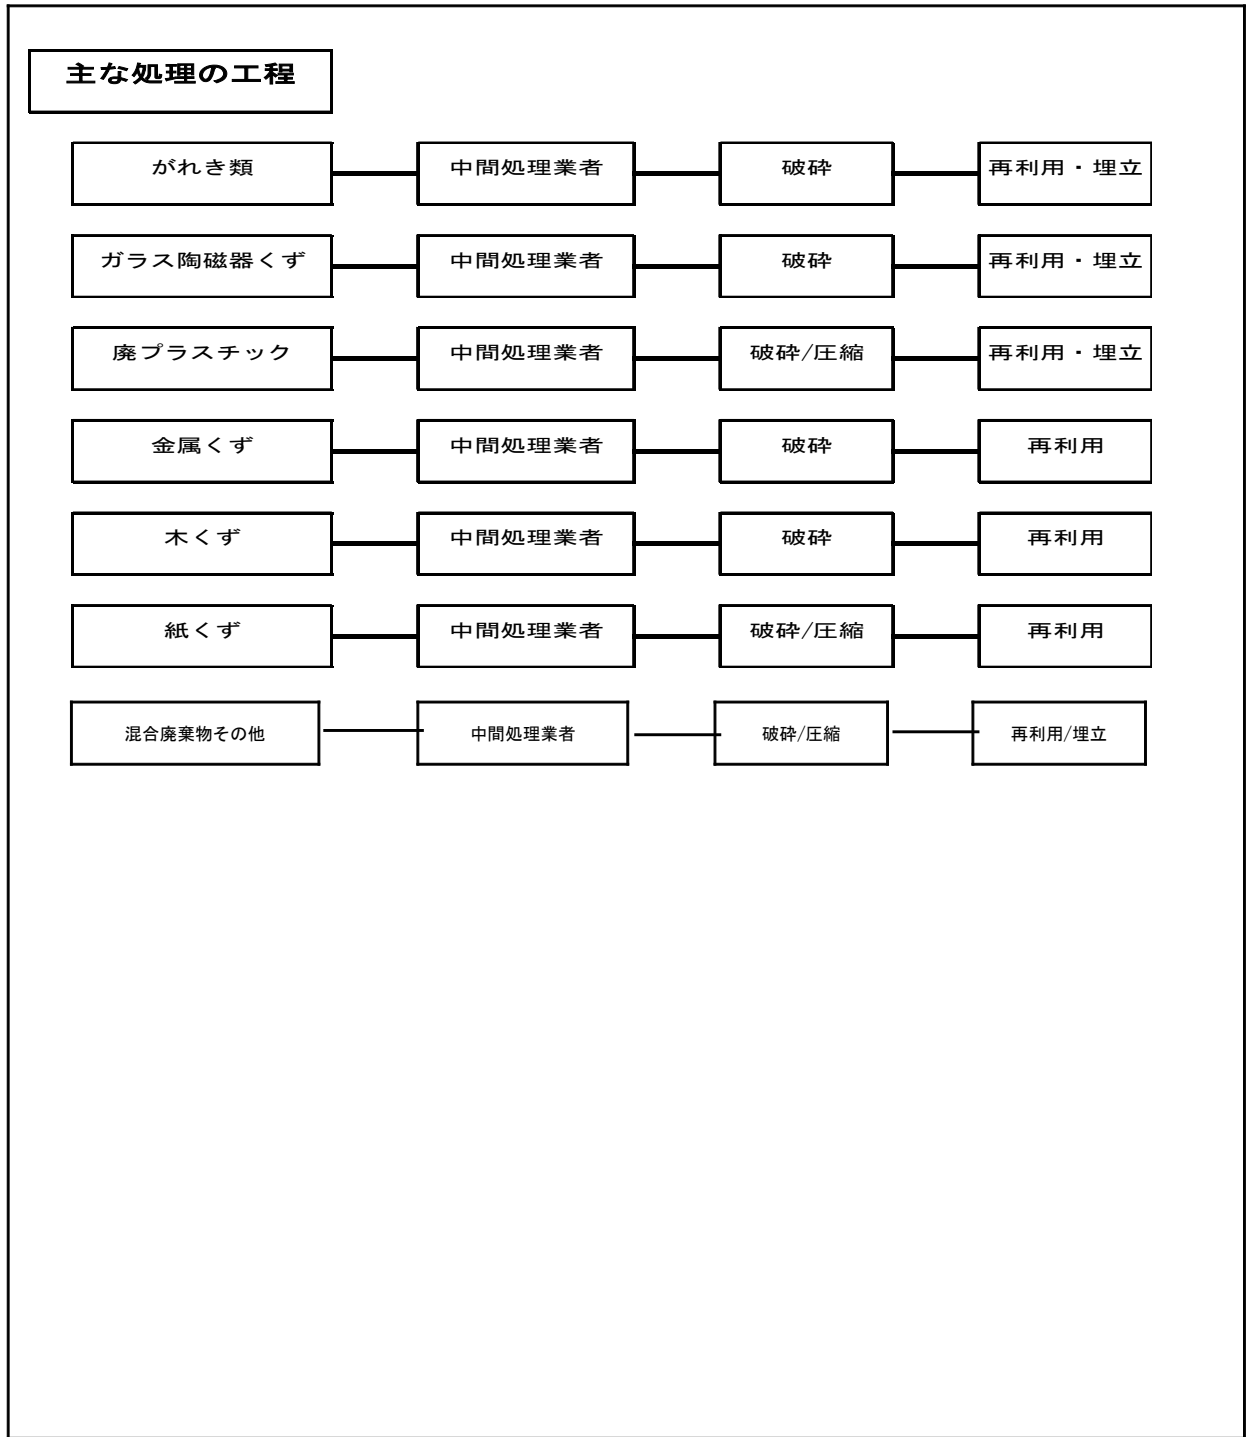 主な処理の工程
がれき類 中間処理業者 破砕 再利用・埋立
ガラス陶磁器くず 中間処理業者 破砕 再利用・埋立
廃プラスチック 中間処理業者 破砕/圧縮 再利用・埋立
金属くず 中間処理業者 破砕 再利用
木くず 中間処理業者 破砕 再利用
紙くず 中間処理業者 破砕/圧縮 再利用
混合廃棄物その他 中間処理業者 破砕/圧縮 再利用/埋立